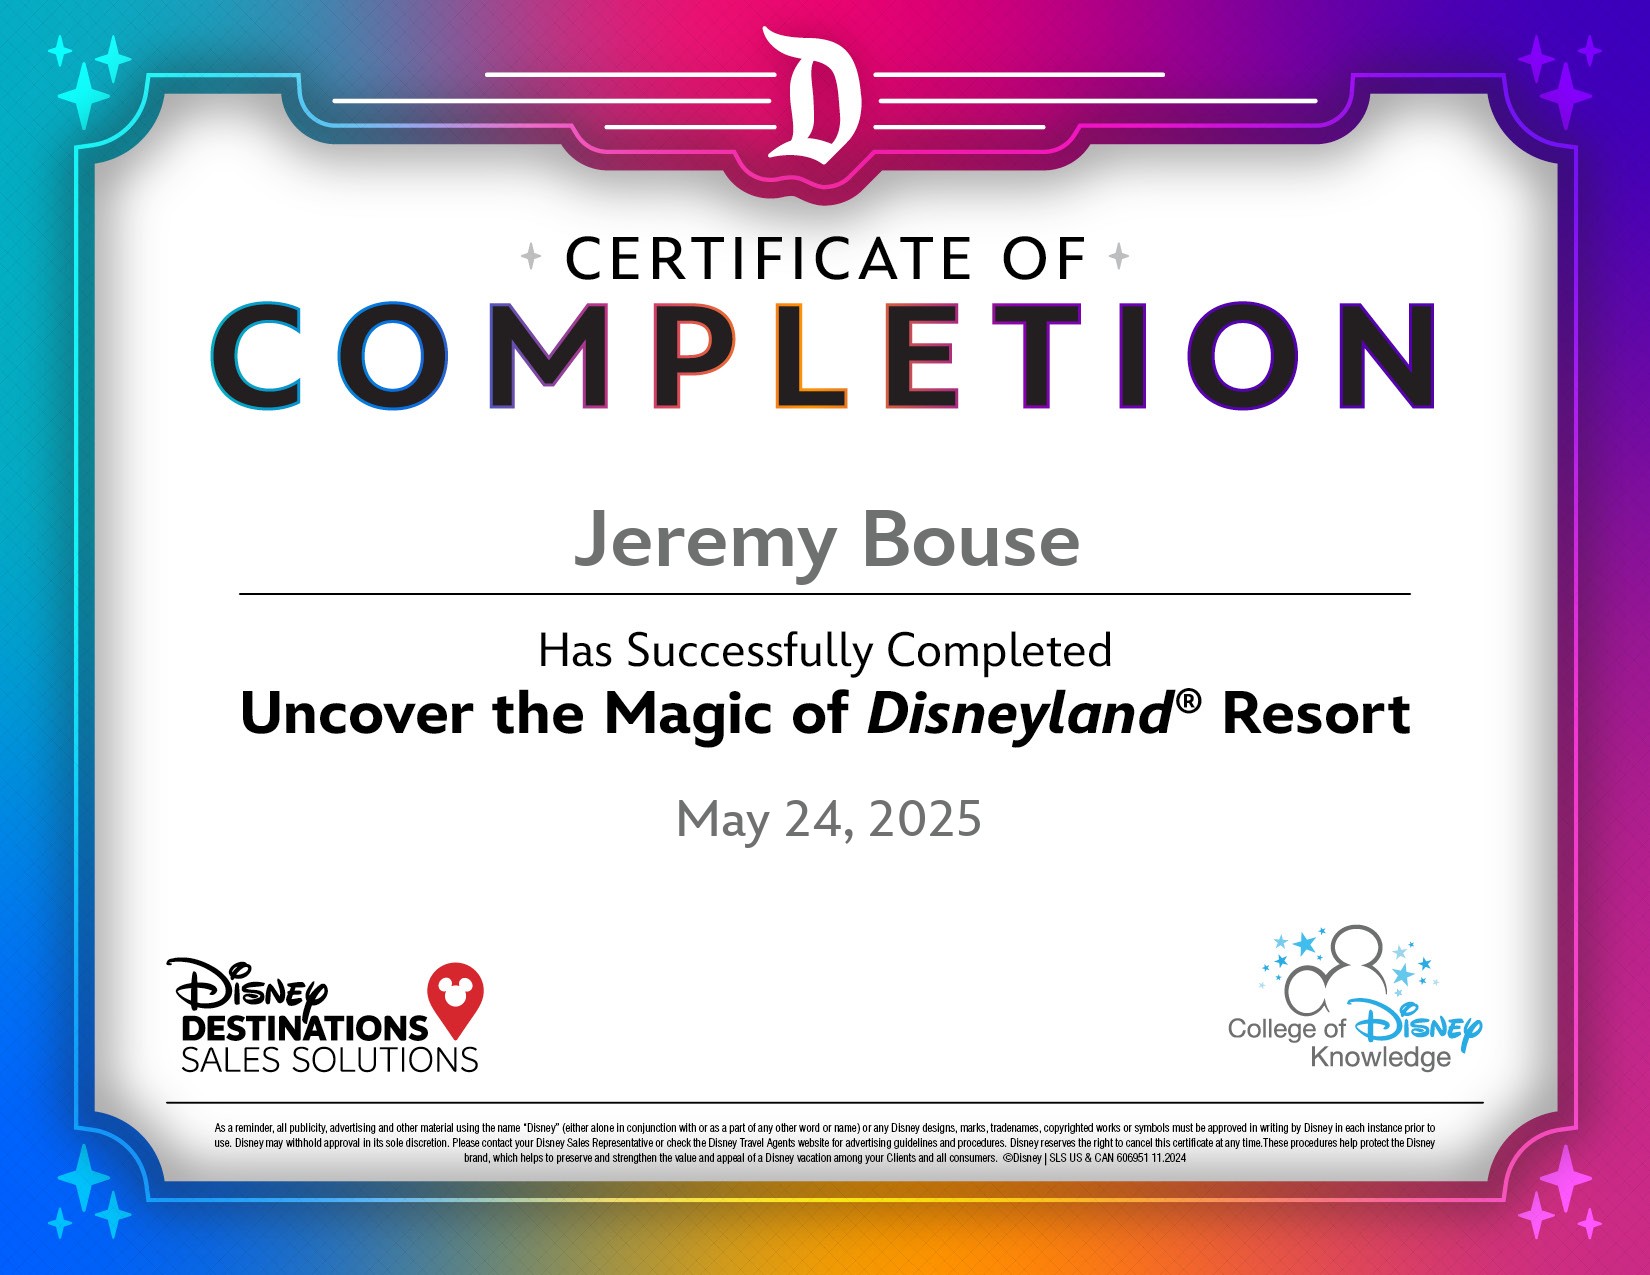 D
CERTIFICATE OF
COMPLETION
Jeremy Bouse
Has Successfully Completed
Uncover the Magic of Disneyland® Resort
May 24, 2025
Disney
DESTINATIONS
SALES SOLUTIONS
College of Disney
Knowledge
As a reminder, all publicity, advertising and other material using the name “Disney” (either alone in conjunction with or as a part of any other word or name) or any Disney designs, marks, tradenames, copyrighted works or symbols must be approved in writing by Disney in each instance prior to
use. Disney may withhold approval in its sole discretion. Please contact your Disney Sales Representative or check the Disney Travel Agents website for advertising guidelines and procedures. Disney reserves the right to cancel this certificate at any time.These procedures help protect the Disney
brand, which helps to preserve and strengthen the value and appeal of a Disney vacation among your Clients and all consumers. ©Disney | SLS US & CAN 606951 11.2024